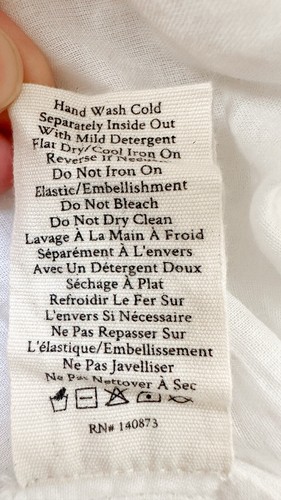 Hand Wash Cold
Separately Inside Out
With Mild Detergent
Flat Dry/Cool Iron On
Reverse If Necessary
Do Not Iron On
Elastic/Embellishment
Do Not Bleach
Do Not Dry Clean
Lavage À La Main À Froid
Séparément À L'envers
Avec Un Détergent Doux
Séchage À Plat
Refroidir Le Fer Sur
L'envers Si Nécessaire
Ne Pas Repasser Sur
L'élastique/Embellissement
Ne Pas Javelliser
Ne Pas Nettoyer À Sec
RN# 140873